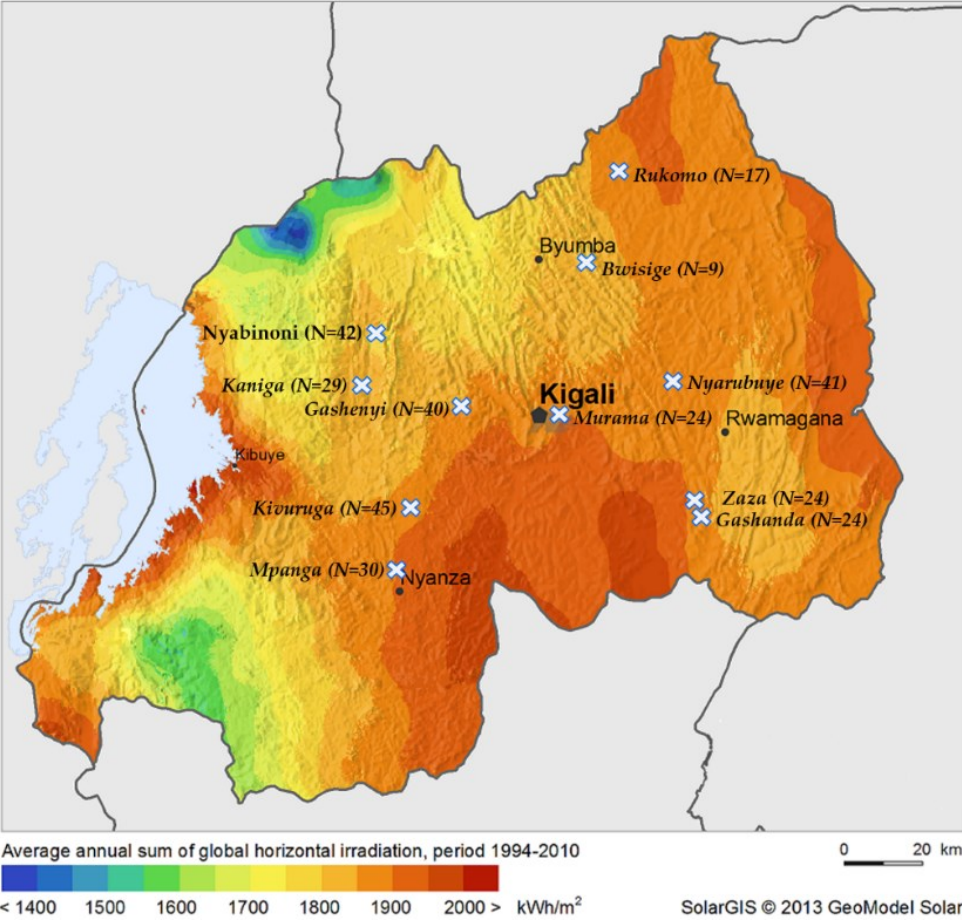 Rukomo (N=17)
Byumba
Bwisige (N=9)
Nyabinoni (N=42)
Kaniga (N=29)
Nyarubuye (N=41)
Kigali
Gashenyi (N=40)
Murama (N=24)
Rwamagana
Kibuye
Zaza (N=24)
Kivuruga (N=45)
Gashanda (N=24)
Mpanga (N=30)
Nyanza
Average annual sum of global horizontal irradiation, period 1994-2010
0 20 km
< 1400 1500 1600 1700 1800 1900 2000 > kWh/m²
SolarGIS © 2013 GeoModel Solar